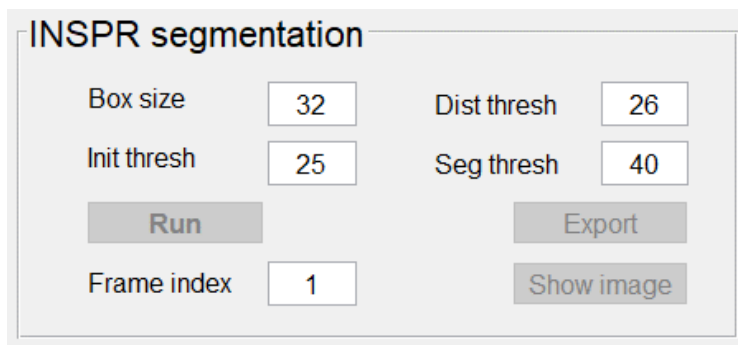 INSPR segmentation
Box size 32 Dist thresh 26
Init thresh 25 Seg thresh 40
Run Export
Frame index 1 Show image